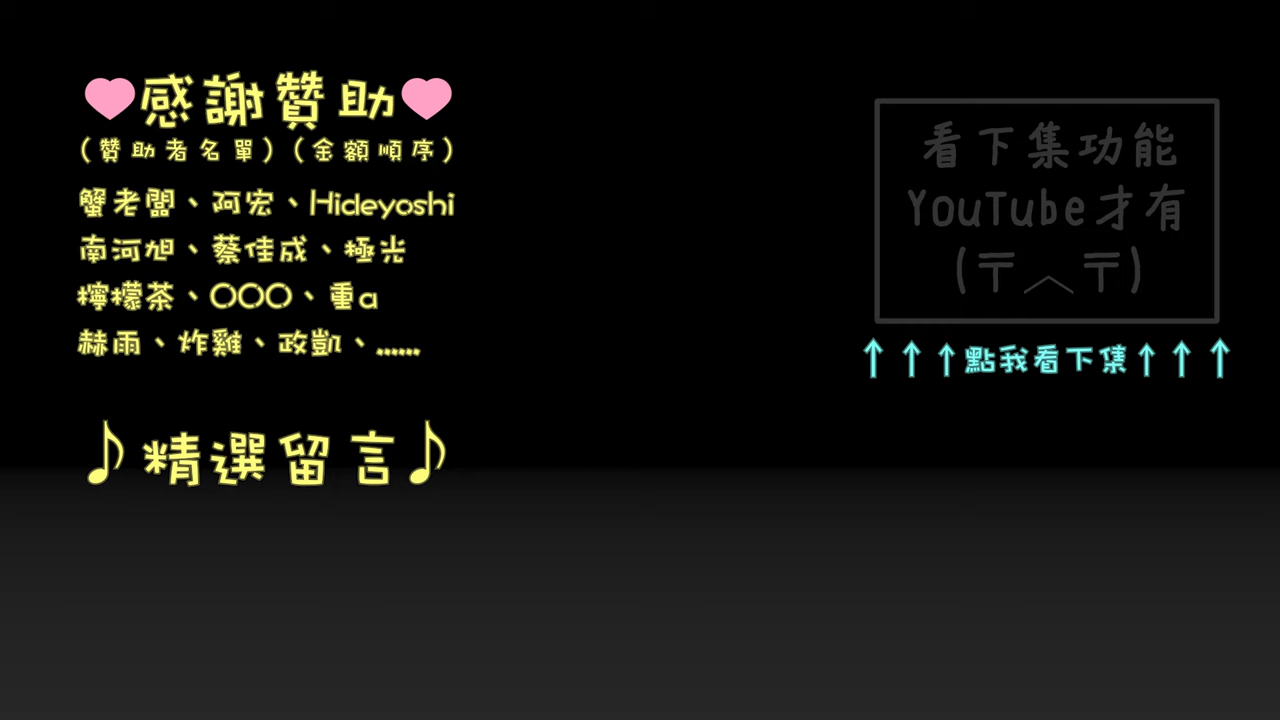 感謝贊助
(贊助者名單)(金額順序)
蟹老闆、阿宏、Hideyoshi
南河旭、蔡佳成、極光
檸檬茶、OOO、重a
赫雨、炸雞、政凱、......
♪精選留言♪
看下集功能
YouTube才有
(〒︿〒)
↑↑↑點我看下集↑↑↑